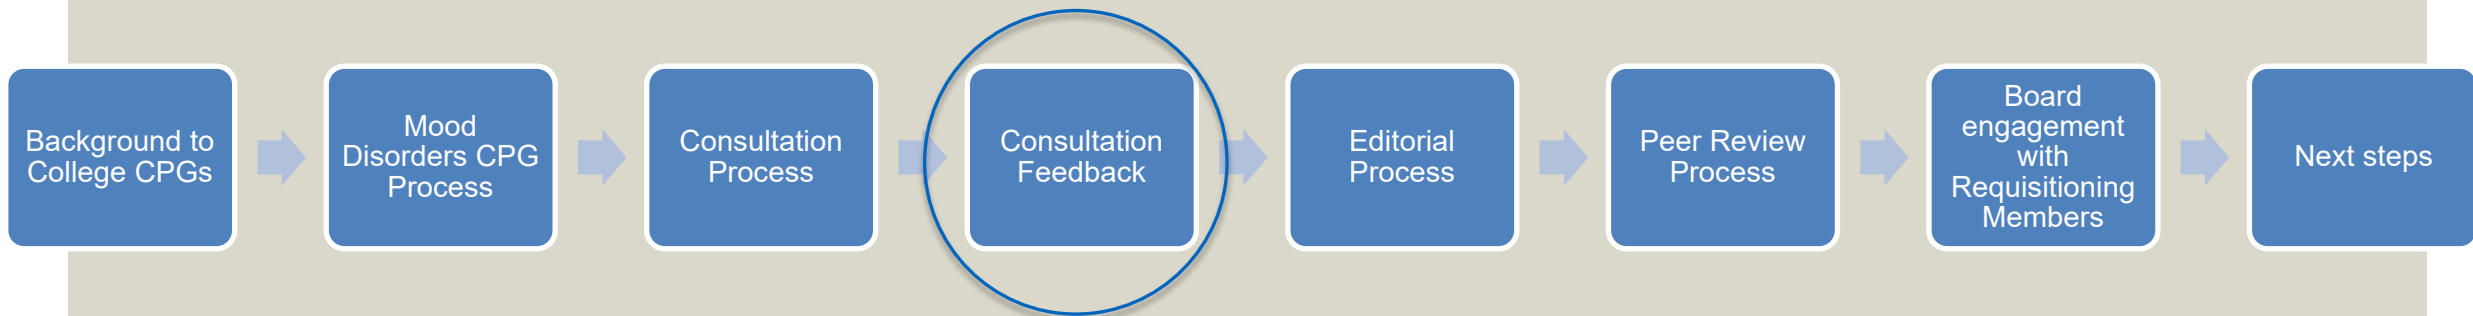 Background to
College CPGs
Mood
Disorders CPG
Process
Consultation
Process
Consultation
Feedback
Editorial
Process
Peer Review
Process
Board
engagement
with
Requisitioning
Members
Next steps